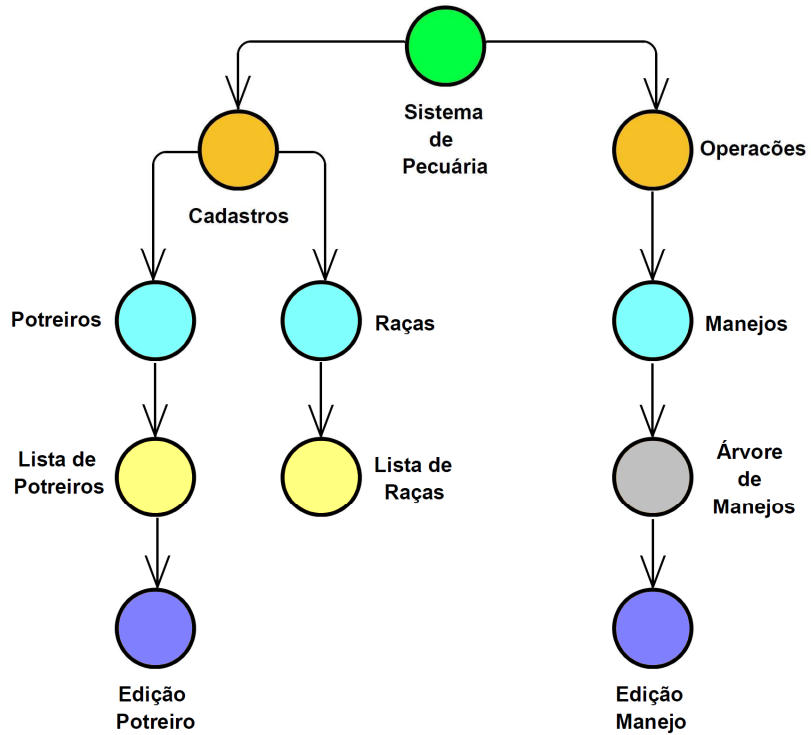 Sistema
de
Pecuária
Operacões
Cadastros
Potreiros
Raças
Manejos
Lista de
Potreiros
Lista de
Raças
Árvore
de
Manejos
Edição
Potreiro
Edição
Manejo